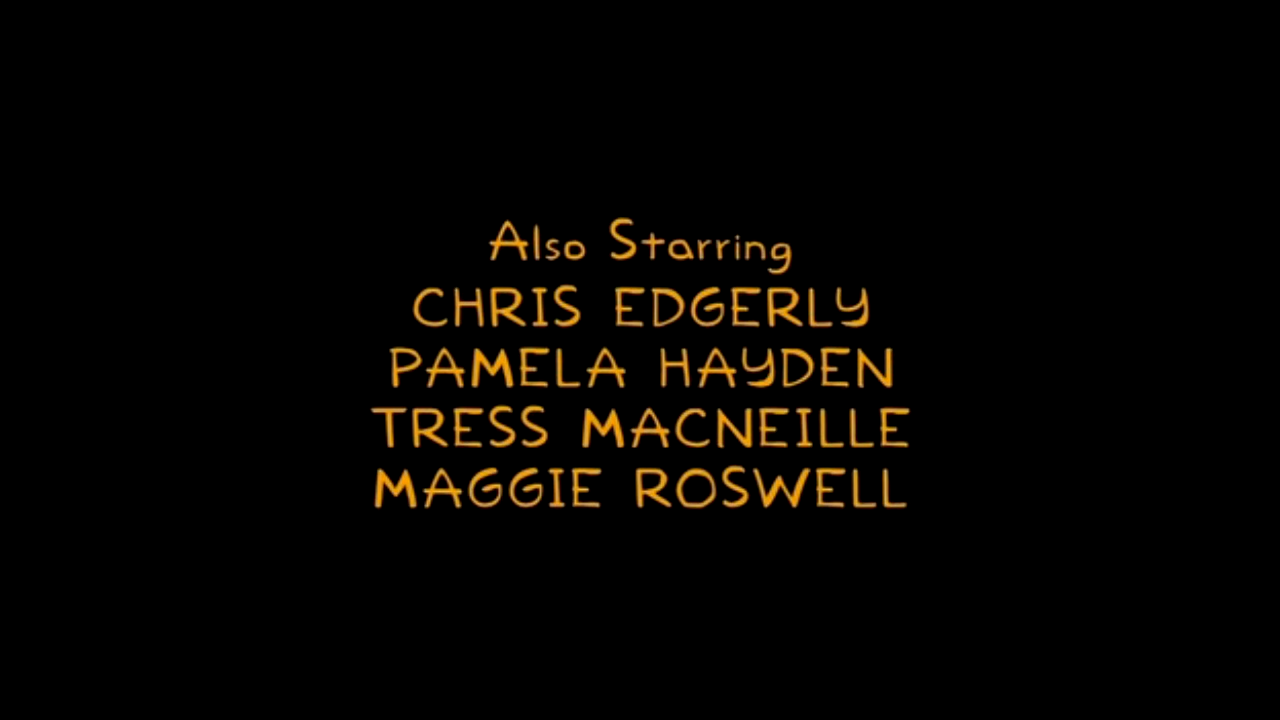 Also Starring
CHRIS EDGERLY
PAMELA HAYDEN
TRESS MACNEILLE
MAGGIE ROSWELL